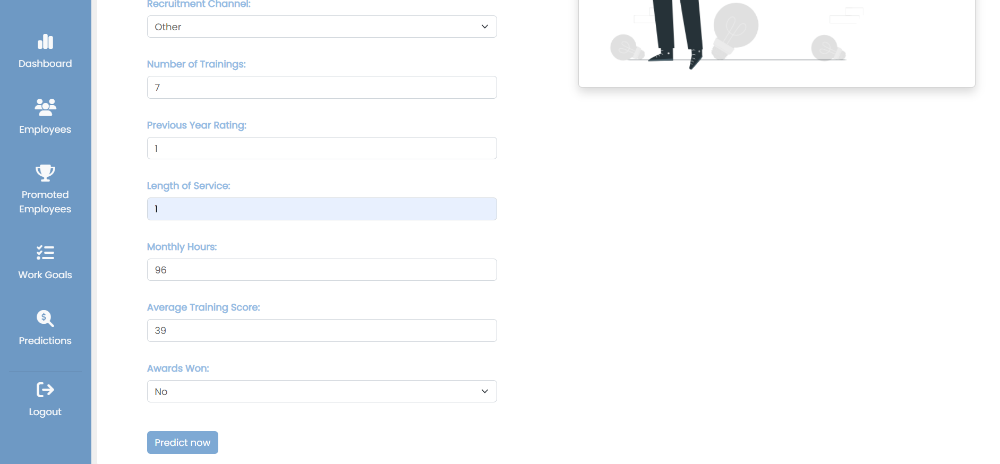 Dashboard
Employees
Promoted
Employees
Work Goals
Predictions
Logout
Recruitment Channel:
Other
Number of Trainings:
7
Previous Year Rating:
1
Length of Service:
1
Monthly Hours:
96
Average Training Score:
39
Awards Won:
No
Predict now